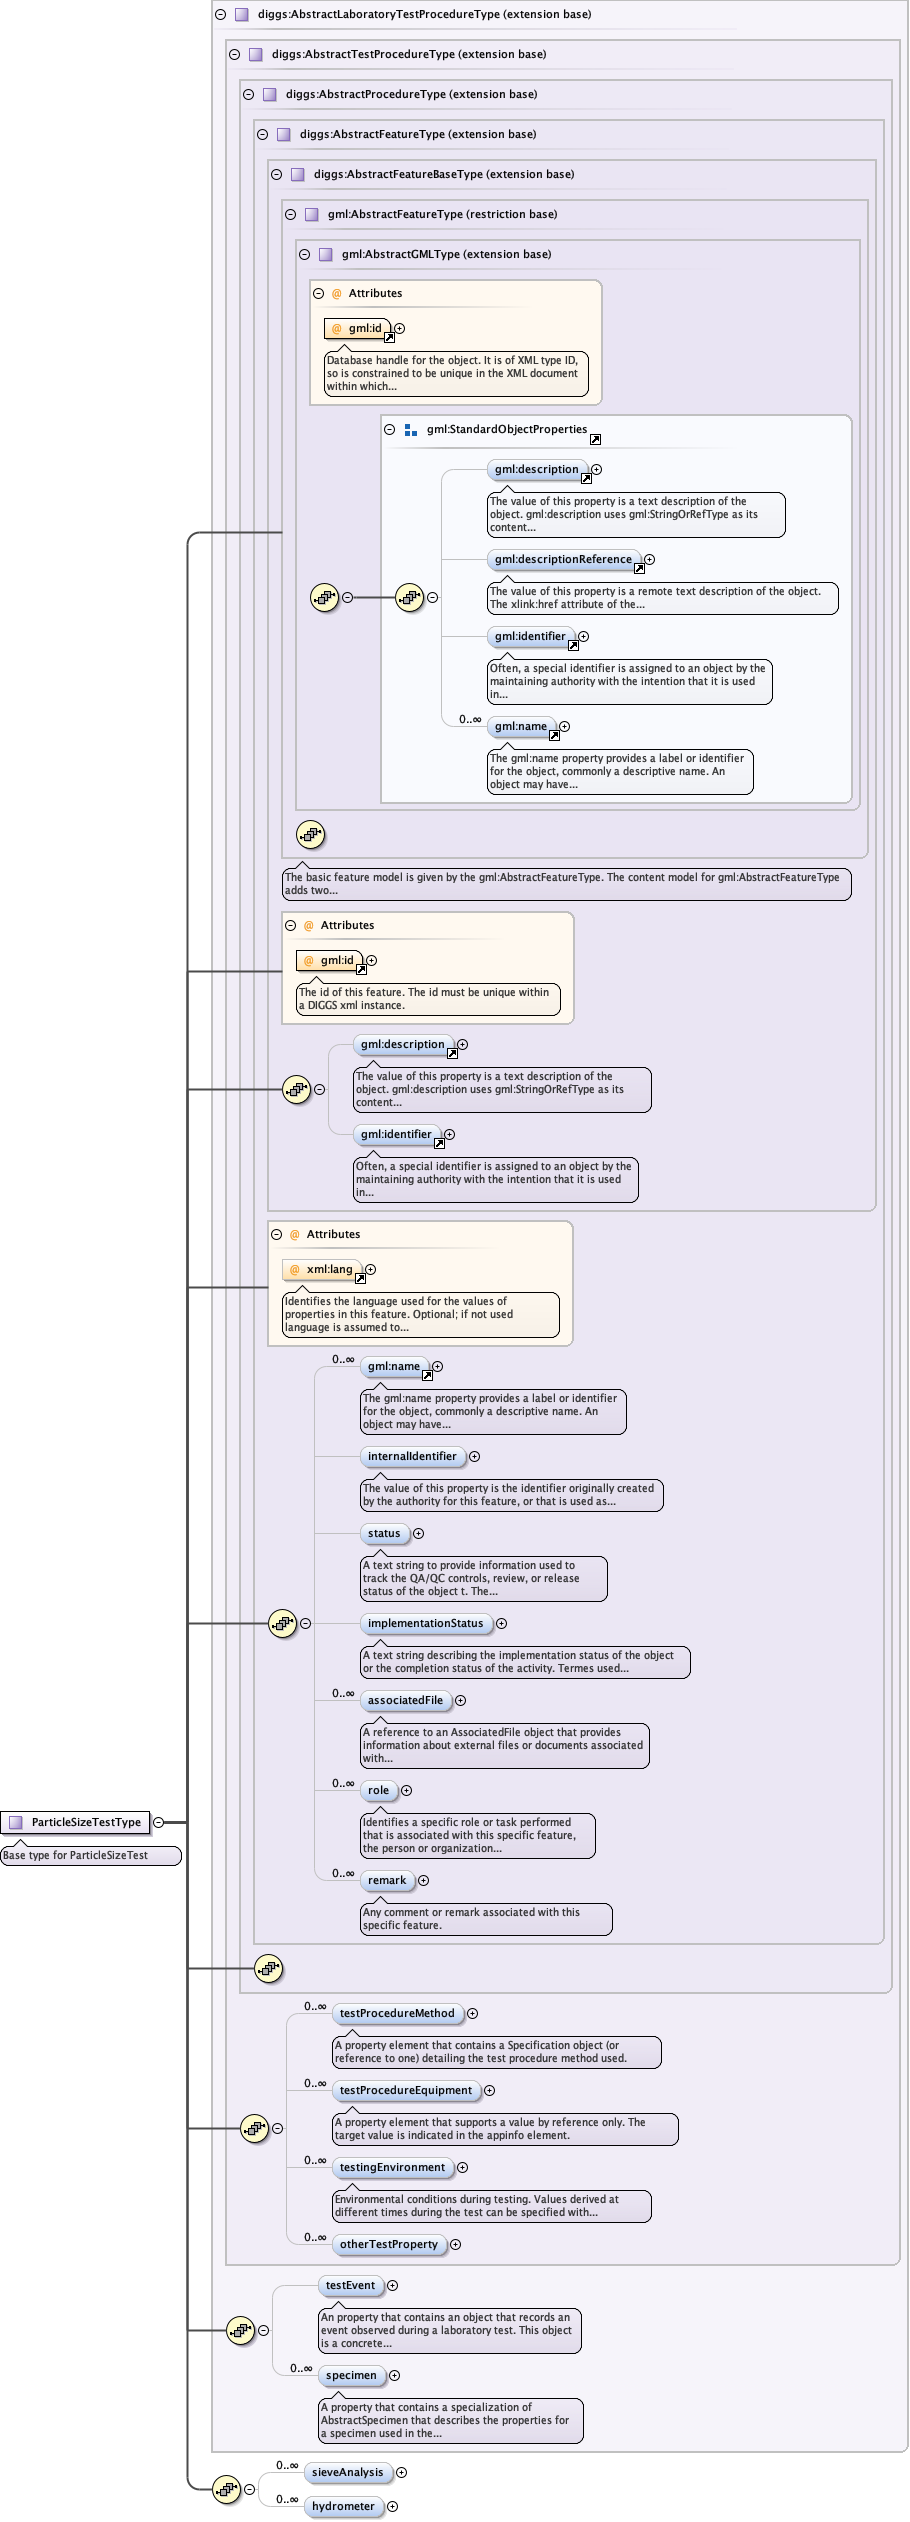 diggs:AbstractLaboratoryTestProcedureType (extension base)
diggs:AbstractTestProcedureType (extension base)
diggs:AbstractProcedureType (extension base)
diggs:AbstractFeatureType (extension base)
diggs:AbstractFeatureBaseType (extension base)
gml:AbstractFeatureType (restriction base)
gml:AbstractGMLType (extension base)
@ Attributes
@ gml:id
Database handle for the object. It is of XML type ID,
so is constrained to be unique in the XML document
within which...
gml:StandardObjectProperties
gml:description
The value of this property is a text description of the
object. gml:description uses gml:StringOrRefType as its
content...
gml:descriptionReference
The value of this property is a remote text description of the object.
The xlink:href attribute of the...
gml:identifier
Often, a special identifier is assigned to an object by the
maintaining authority with the intention that it is used
in...
0..∞
gml:name
The gml:name property provides a label or identifier
for the object, commonly a descriptive name. An
object may have...
The basic feature model is given by the gml:AbstractFeatureType. The content model for gml:AbstractFeatureType
adds two...
@ Attributes
@ gml:id
The id of this feature. The id must be unique within
a DIGGS xml instance.
gml:description
The value of this property is a text description of the
object. gml:description uses gml:StringOrRefType as its
content...
gml:identifier
Often, a special identifier is assigned to an object by the
maintaining authority with the intention that it is used
in...
@ Attributes
@ xml:lang
Identifies the language used for the values of
properties in this feature. Optional; if not used
language is assumed to...
0..∞
gml:name
The gml:name property provides a label or identifier
for the object, commonly a descriptive name. An
object may have...
internalIdentifier
The value of this property is the identifier originally created
by the authority for this feature, or that is used as...
status
A text string to provide information used to
track the QA/QC controls, review, or release
status of the object t. The...
implementationStatus
A text string describing the implementation status of the object
or the completion status of the activity. Termes used...
0..∞
associatedFile
A reference to an AssociatedFile object that provides
information about external files or documents associated
with...
0..∞
role
Identifies a specific role or task performed
that is associated with this specific feature,
the person or organization...
ParticleSizeTestType
Base type for ParticleSizeTest
0..∞
remark
Any comment or remark associated with this
specific feature.
0..∞
testProcedureMethod
A property element that contains a Specification object (or
reference to one) detailing the test procedure method used.
0..∞
testProcedureEquipment
A property element that supports a value by reference only. The
target value is indicated in the appinfo element.
0..∞
testingEnvironment
Environmental conditions during testing. Values derived at
different times during the test can be specified with...
0..∞
otherTestProperty
testEvent
An property that contains an object that records an
event observed during a laboratory test. This object
is a concrete...
0..∞
specimen
A property that contains a specialization of
AbstractSpecimen that describes the properties for
a specimen used in the...
0..∞
sieveAnalysis
0..∞
hydrometer